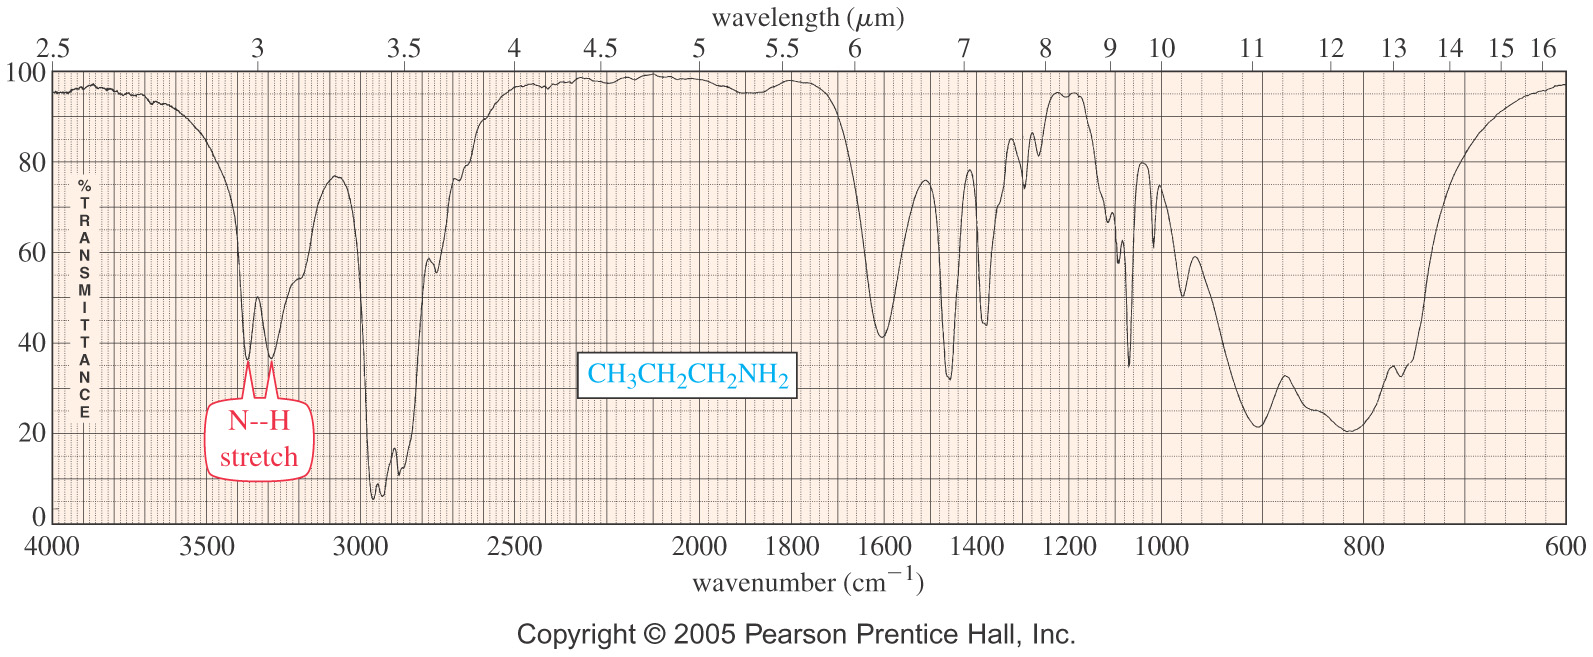 wavelength (μm)
2.5 3 3.5 4 4.5 5 5.5 6 7 8 9 10 11 12 13 14 15 16
100
80
60
40
20
0
% TRANSMITTANCE
CH₃CH₂CH₂NH₂
N--H
stretch
4000 3500 3000 2500 2000 1800 1600 1400 1200 1000 800 600
wavenumber (cm⁻¹)
Copyright © 2005 Pearson Prentice Hall, Inc.